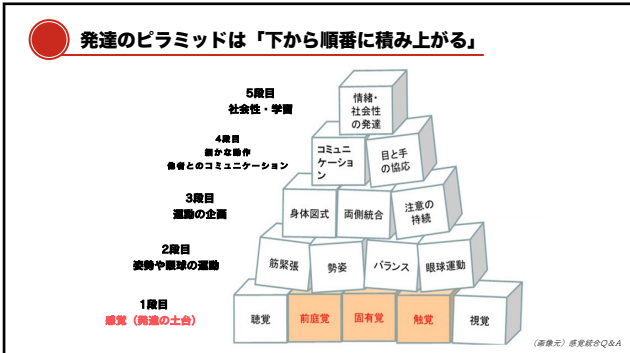 発達のピラミッドは「下から順番に積み上がる」
5段目
社会性・学習
情緒・
社会性
の発達
4段目
細かな動作
他者とのコミュニケーション
コミュニ
ケーショ
ン
目と手
の協応
3段目
運動の企画
身体図式
両側統合
注意の
持続
2段目
姿勢や眼球の運動
筋緊張
勢姿
バランス
眼球運動
1段目
感覚（発達の土台）
聴覚
前庭覚
固有覚
触覚
視覚
（画像元）感覚統合Q&A